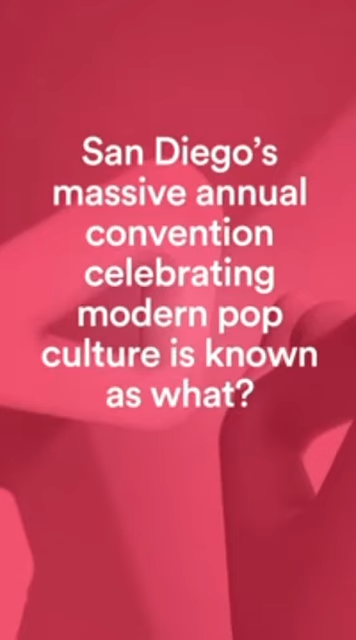 San Diego’s
massive annual
convention
celebrating
modern pop
culture is known
as what?